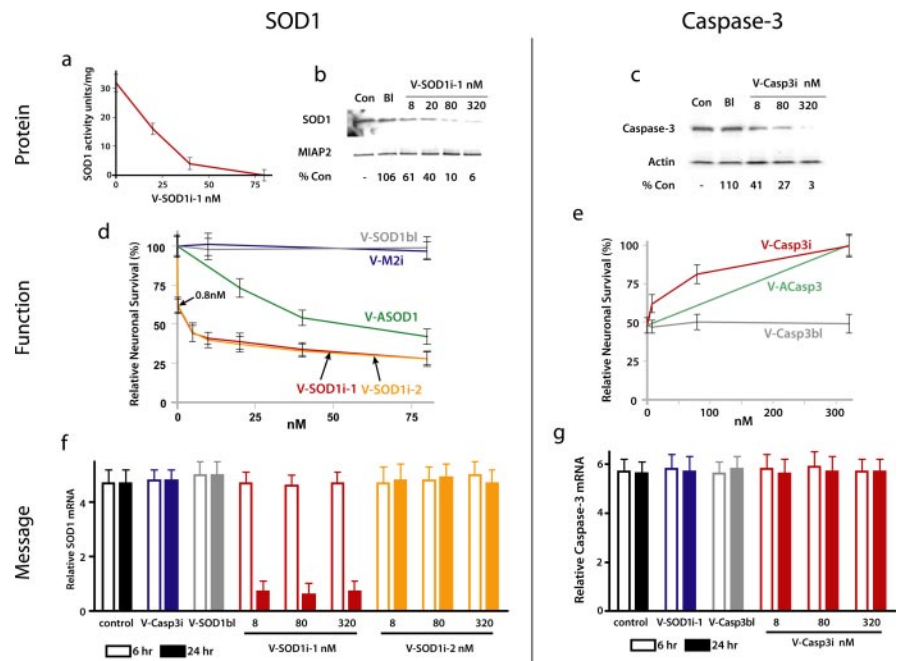 SOD1
Caspase-3
Protein
a
SOD1 activity units/mg
30
20
10
0
0 25 50 75
V-SOD1i-1 nM
b
V-SOD1i-1 nM
Con Bl 8 20 80 320
SOD1
MIAP2
% Con - 106 61 40 10 6
c
V-Casp3i nM
Con Bl 8 80 320
Caspase-3
Actin
% Con - 110 41 27 3
Function
d
Relative Neuronal Survival (%)
100
75
50
25
0
0 25 50 75
nM
V-SOD1bl
V-M2i
0.8nM
V-ASOD1
V-SOD1i-1
V-SOD1i-2
e
Relative Neuronal Survival (%)
100
75
50
25
0
0 100 200 300
nM
V-Casp3i
V-ACasp3
V-Casp3bl
Message
f
Relative SOD1 mRNA
4
2
0
control V-Casp3i V-SOD1bl 8 80 320 8 80 320
V-SOD1i-1 nM V-SOD1i-2 nM
6 hr 24 hr
g
Relative Caspase-3 mRNA
6
4
2
0
control V-SOD1i-1 V-Casp3bl 8 80 320
V-Casp3i nM
6 hr 24 hr